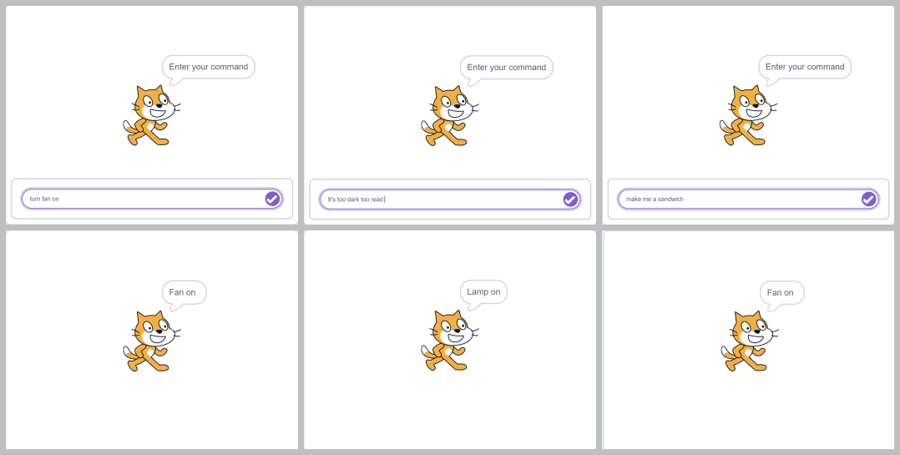 Enter your command
turn fan on
Enter your command
It's too dark too read
Enter your command
make me a sandwich
Fan on
Lamp on
Fan on